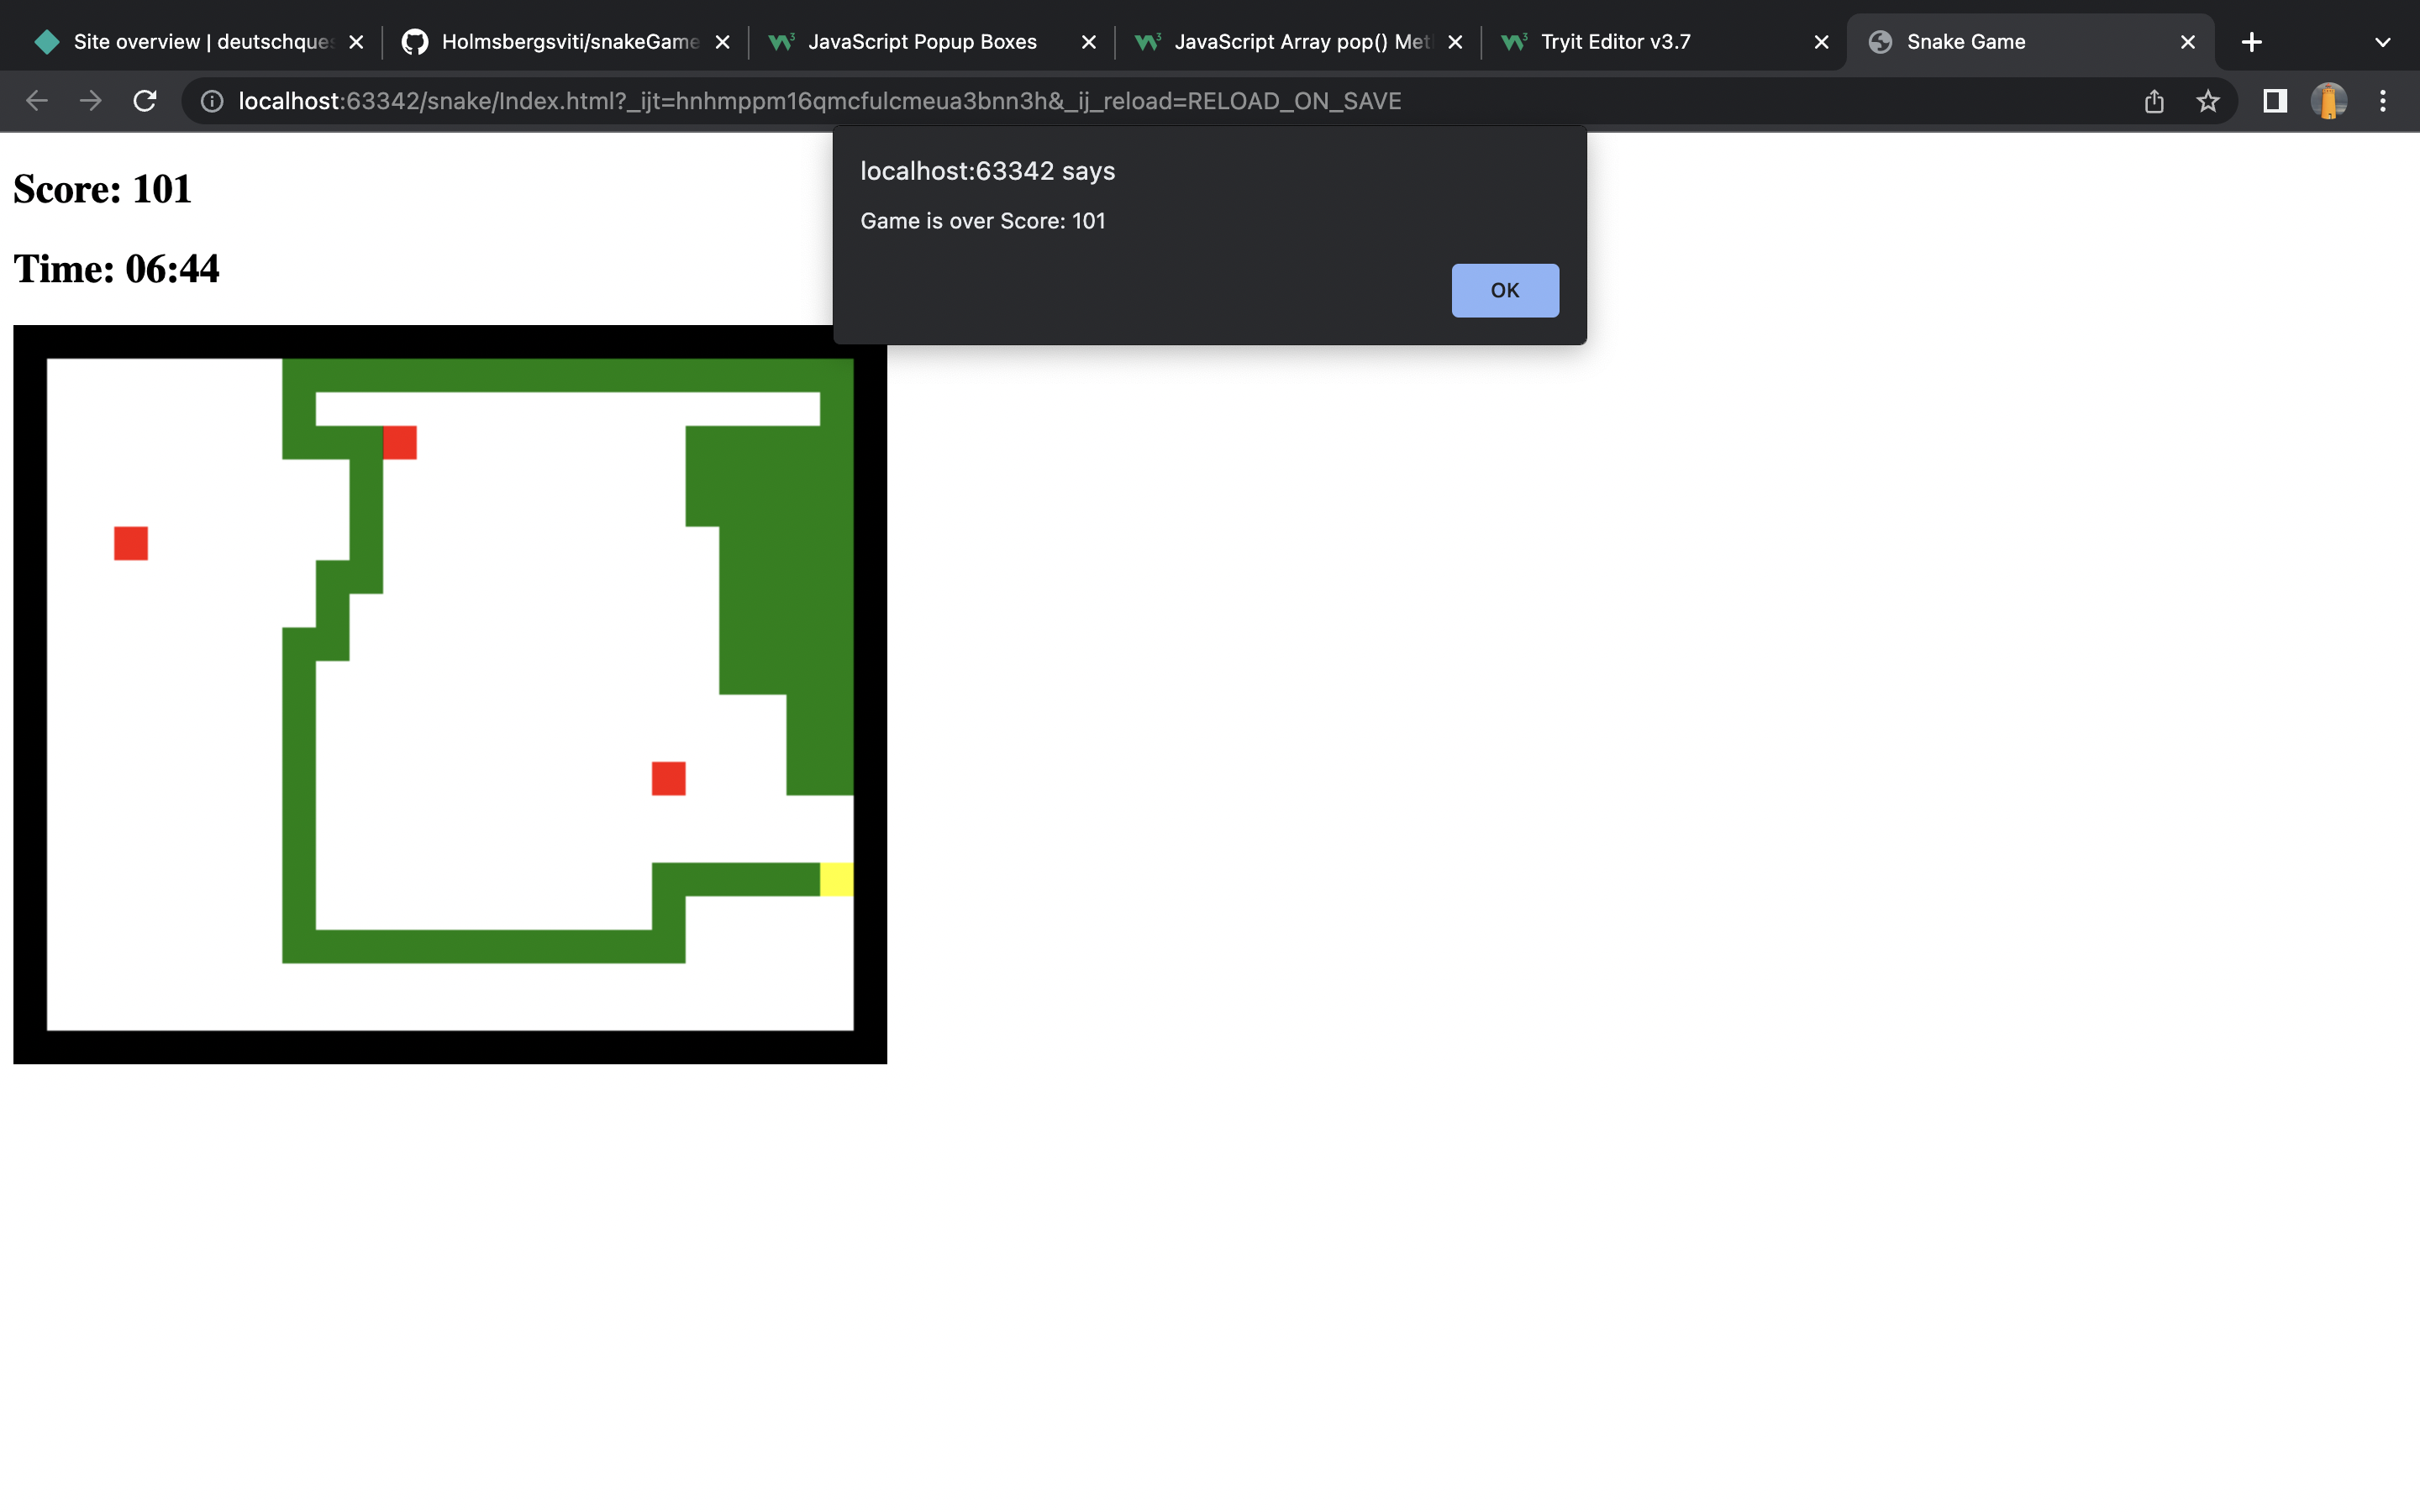 Site overview | deutschques
Holmsbergsviti/snakeGame
JavaScript Popup Boxes
JavaScript Array pop() Met
Tryit Editor v3.7
Snake Game
localhost:63342/snake/Index.html?_ijt=hnhmppm16qmcfulcmeua3bnn3h&_ij_reload=RELOAD_ON_SAVE
localhost:63342 says
Game is over Score: 101
OK
Score: 101
Time: 06:44